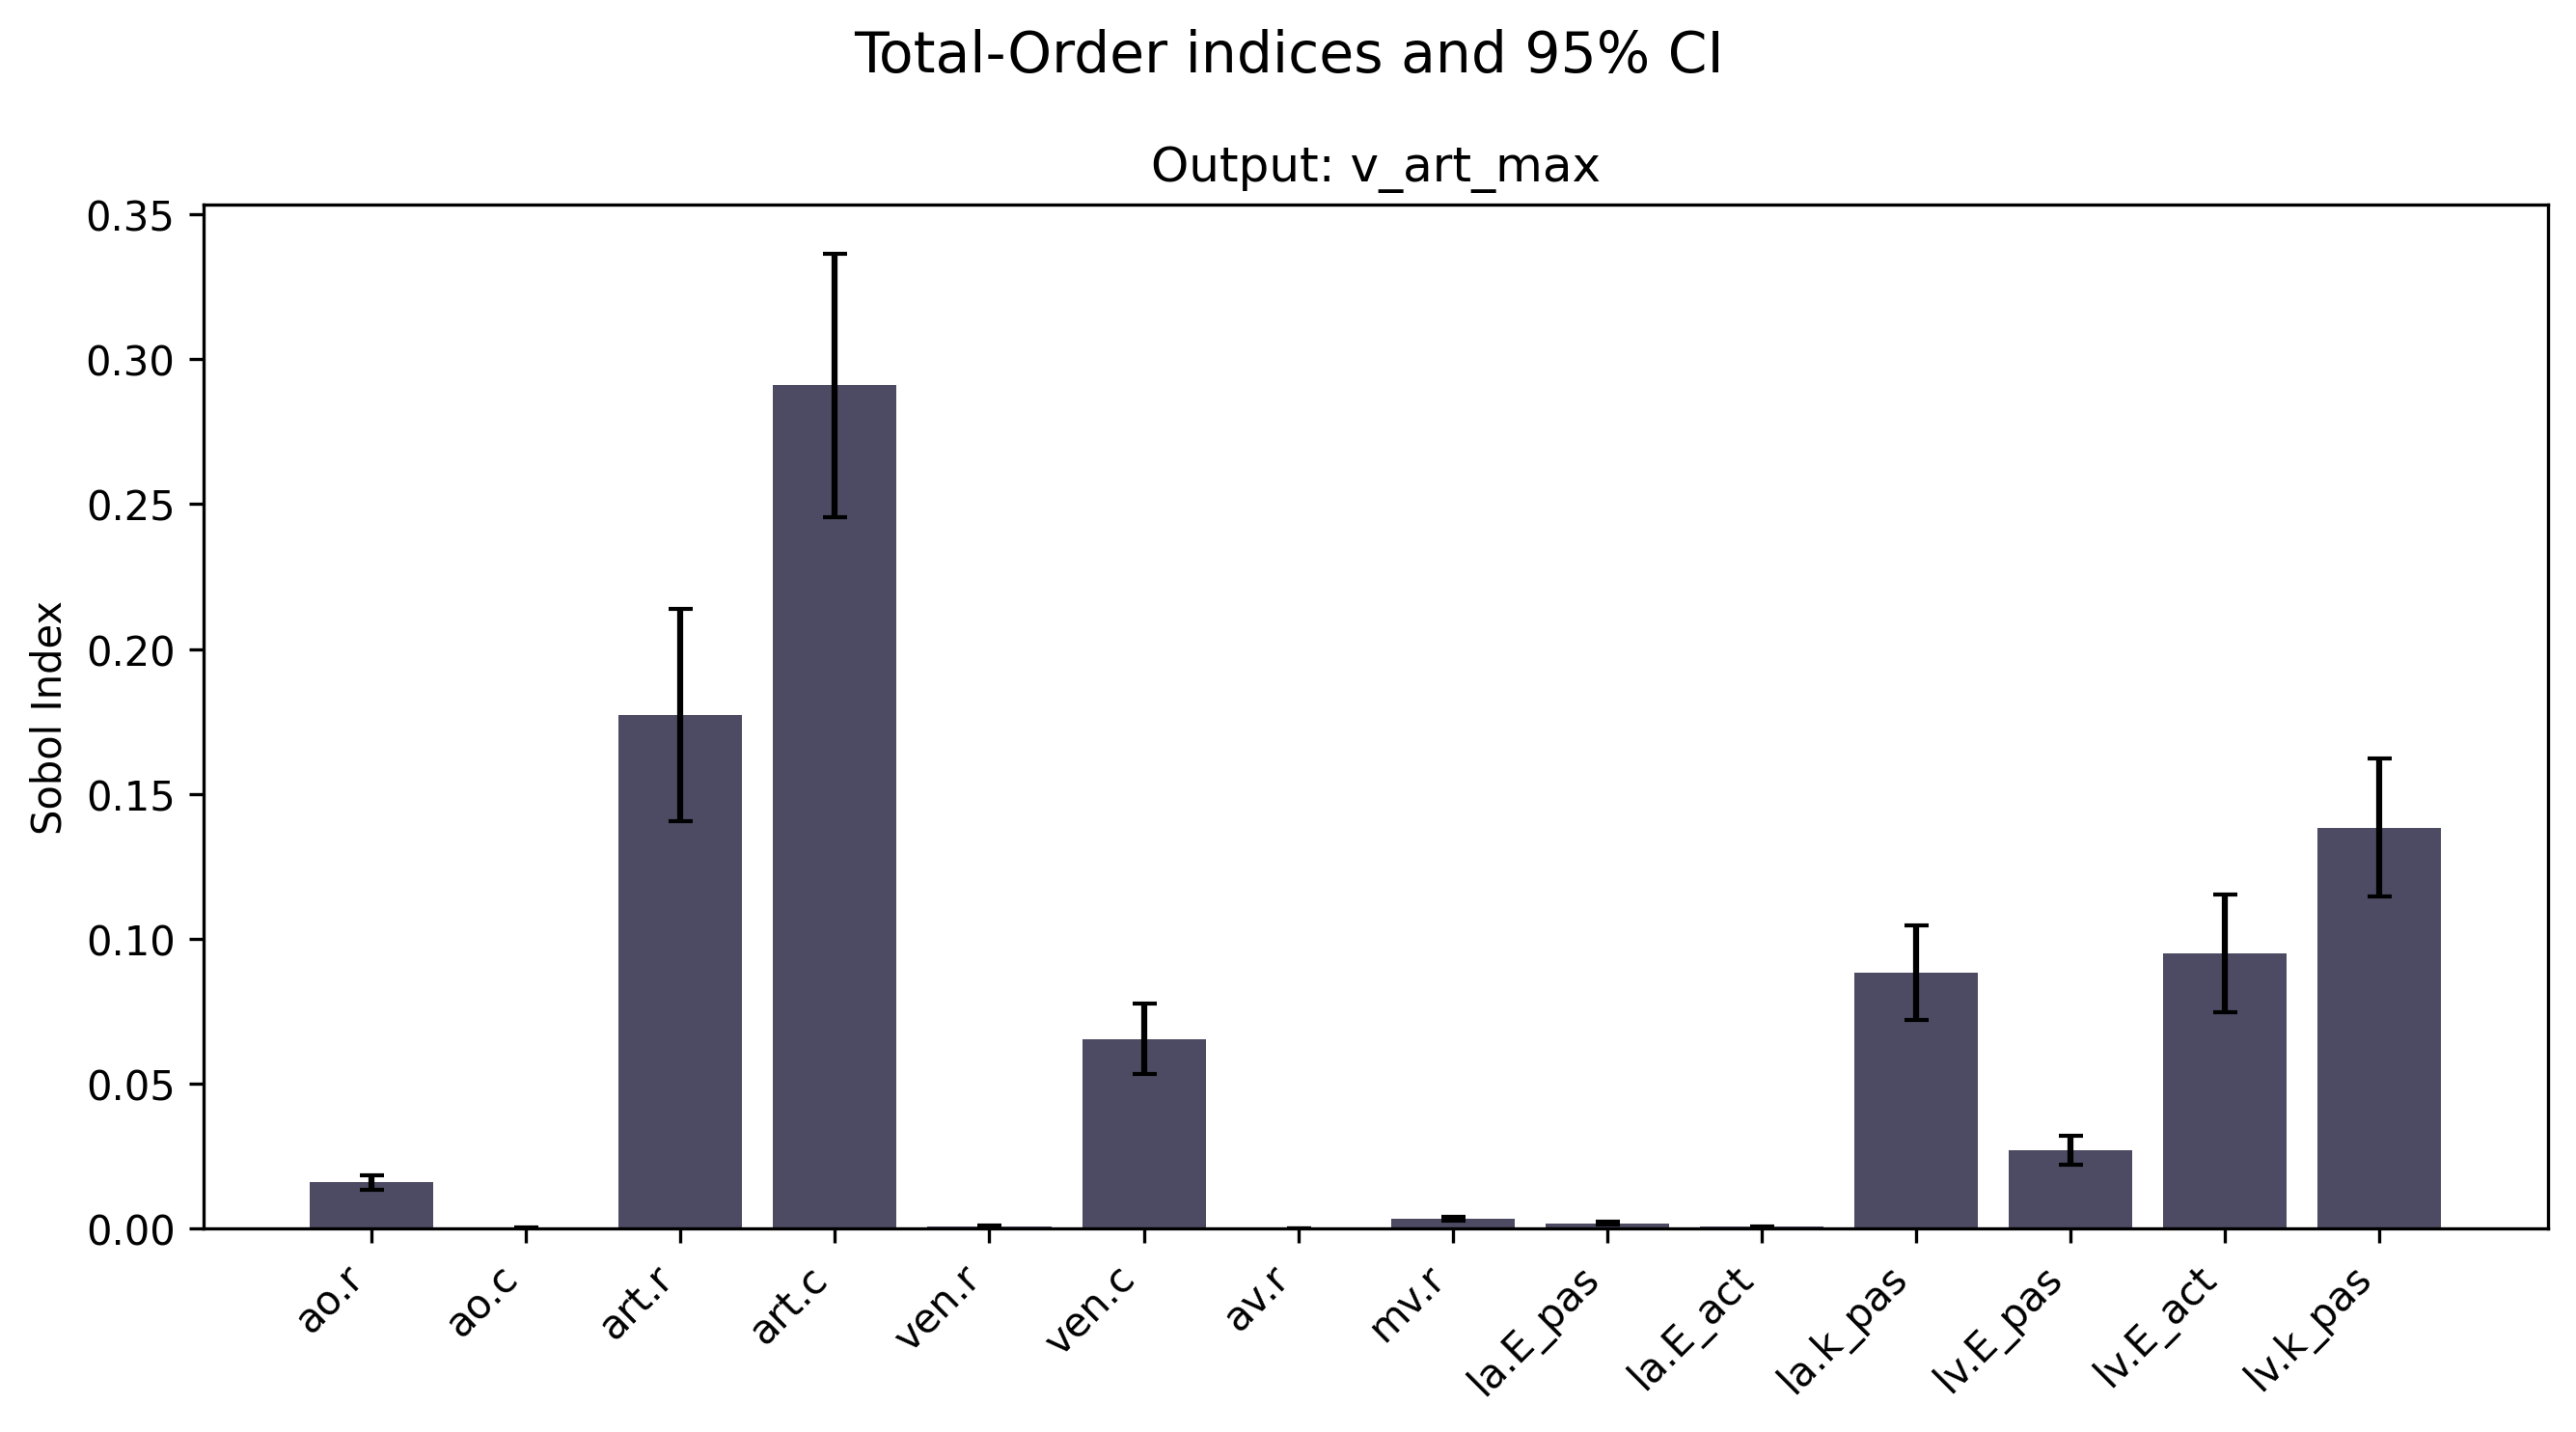 Total-Order indices and 95% CI
Output: v_art_max
Sobol Index
0.35
0.30
0.25
0.20
0.15
0.10
0.05
0.00
ao.r
ao.c
art.r
art.c
ven.r
ven.c
av.r
mv.r
la.E_pas
la.E_act
la.k_pas
lv.E_pas
lv.E_act
lv.k_pas